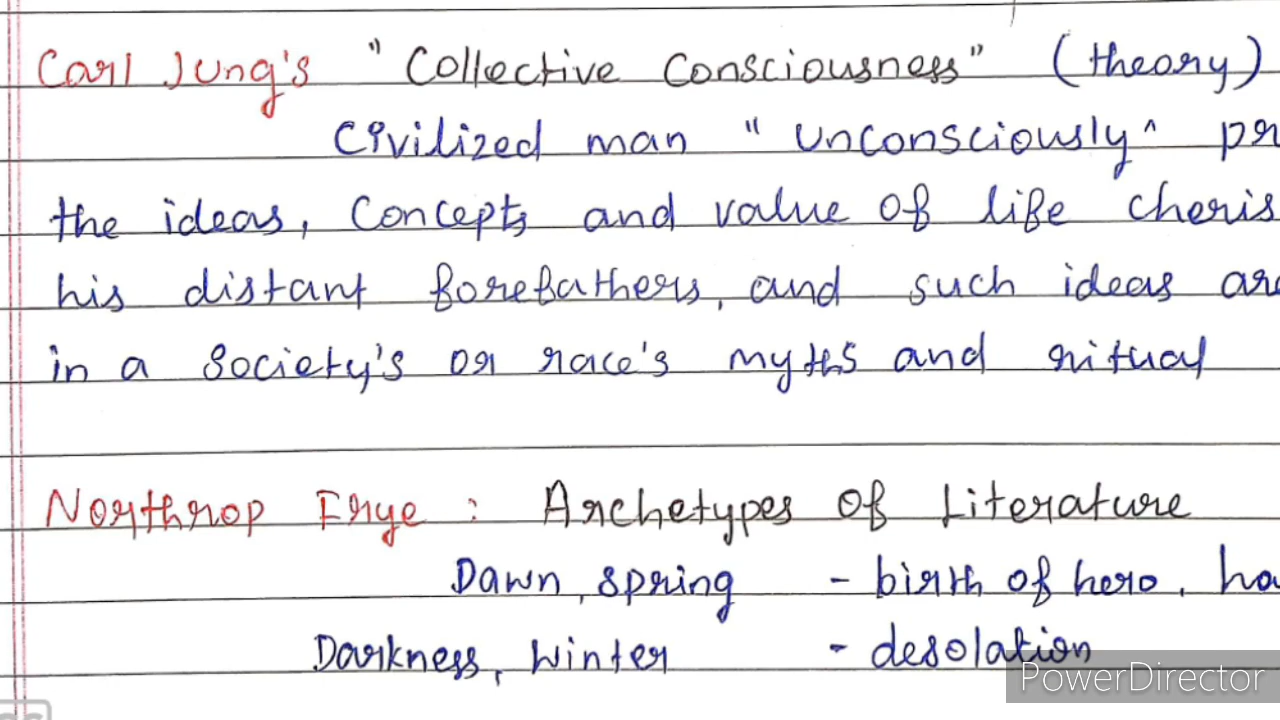 Carl Jung's "Collective Consciousness" (theory)
Civilized man "unconsciously" pr
the ideas, Concepts and value of life cheris
his distant forefathers, and such ideas are
in a society's or race's myths and ritual
Northrop Frye : Archetypes of Literature
Dawn, spring - birth of hero, ha
Darkness, Winter - desolation
PowerDirector